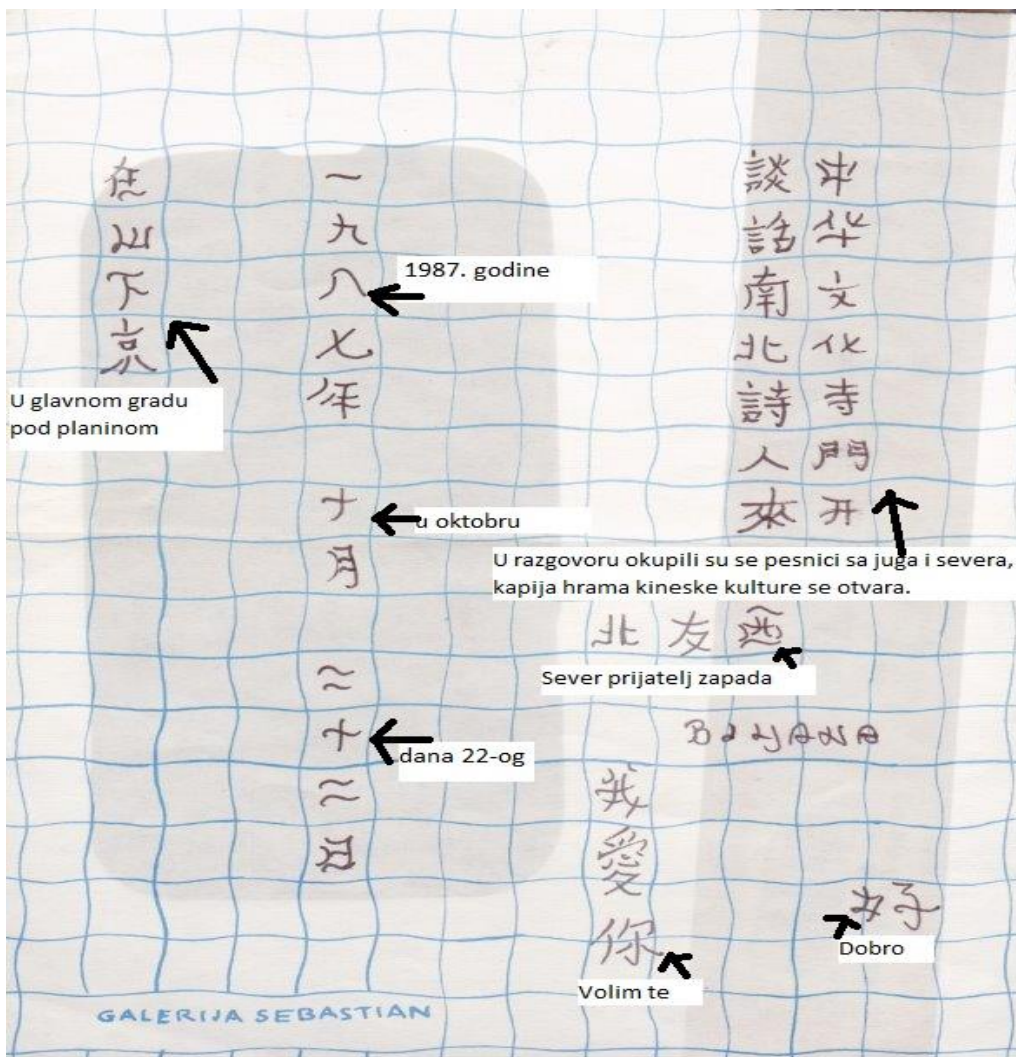 中华文化寺門开
談話南北詩人來
U razgovoru okupili su se pesnici sa juga i severa,
kapija hrama kineske kulture se otvara.
北友西
Sever prijatelj zapada
BILJANA
好
Dobro
我愛你
Volim te
一九八七年
1987. godine
十月
u oktobru
二十二日
dana 22-og
在山下京
U glavnom gradu
pod planinom
GALERIJA SEBASTIAN